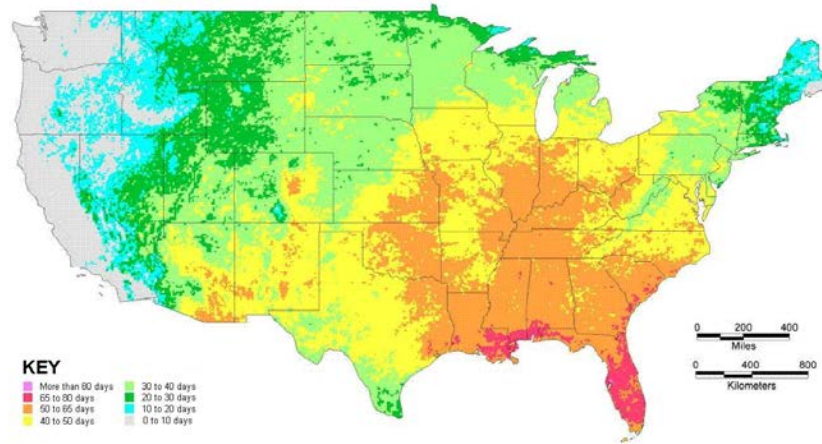 0 200 400
Miles
0 400 800
Kilometers
KEY
More than 80 days
65 to 80 days
50 to 65 days
40 to 50 days
30 to 40 days
20 to 30 days
10 to 20 days
0 to 10 days